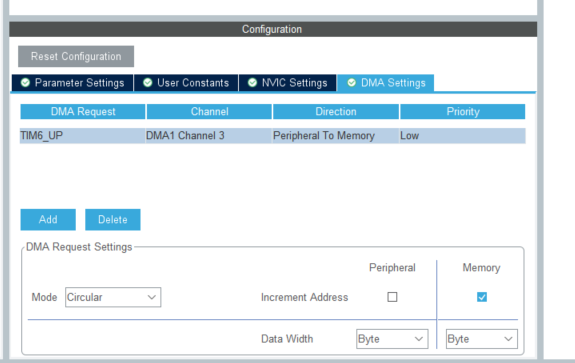 Configuration
Reset Configuration
Parameter Settings User Constants NVIC Settings DMA Settings
DMA Request Channel Direction Priority
TIM6_UP DMA1 Channel 3 Peripheral To Memory Low
Add Delete
DMA Request Settings
Peripheral Memory
Mode Circular Increment Address
Data Width Byte Byte